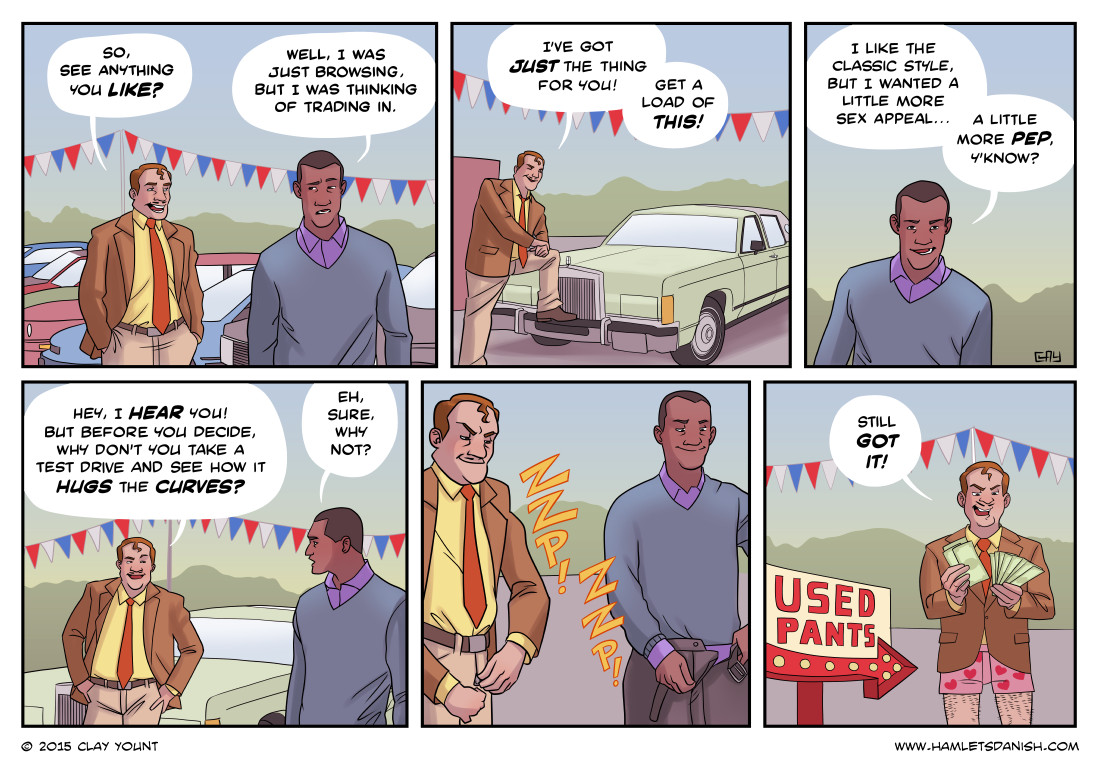 SO,
SEE ANYTHING
YOU LIKE?
WELL, I WAS
JUST BROWSING,
BUT I WAS THINKING
OF TRADING IN.
I'VE GOT
JUST THE THING
FOR YOU!
GET A
LOAD OF
THIS!
I LIKE THE
CLASSIC STYLE,
BUT I WANTED A
LITTLE MORE
SEX APPEAL...
A LITTLE
MORE PEP,
Y'KNOW?
CLAY
HEY, I HEAR YOU!
BUT BEFORE YOU DECIDE,
WHY DON'T YOU TAKE A
TEST DRIVE AND SEE HOW IT
HUGS THE CURVES?
EH,
SURE,
WHY
NOT?
ZZZP!
ZZZP!
STILL
GOT
IT!
USED
PANTS
© 2015 CLAY YOUNT
WWW.HAMLETSDANISH.COM